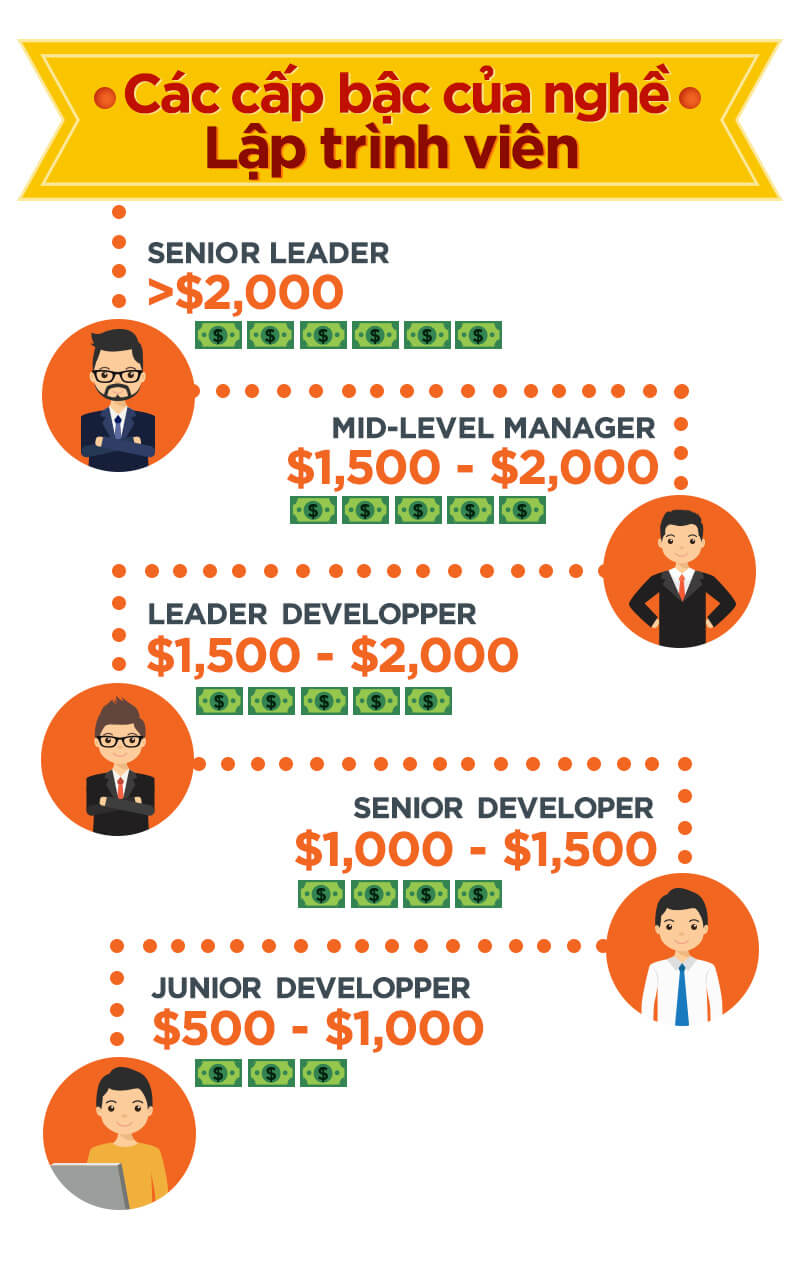 Các cấp bậc của nghề
Lập trình viên
SENIOR LEADER
>$2,000
MID-LEVEL MANAGER
$1,500 - $2,000
LEADER DEVELOPPER
$1,500 - $2,000
SENIOR DEVELOPER
$1,000 - $1,500
JUNIOR DEVELOPPER
$500 - $1,000